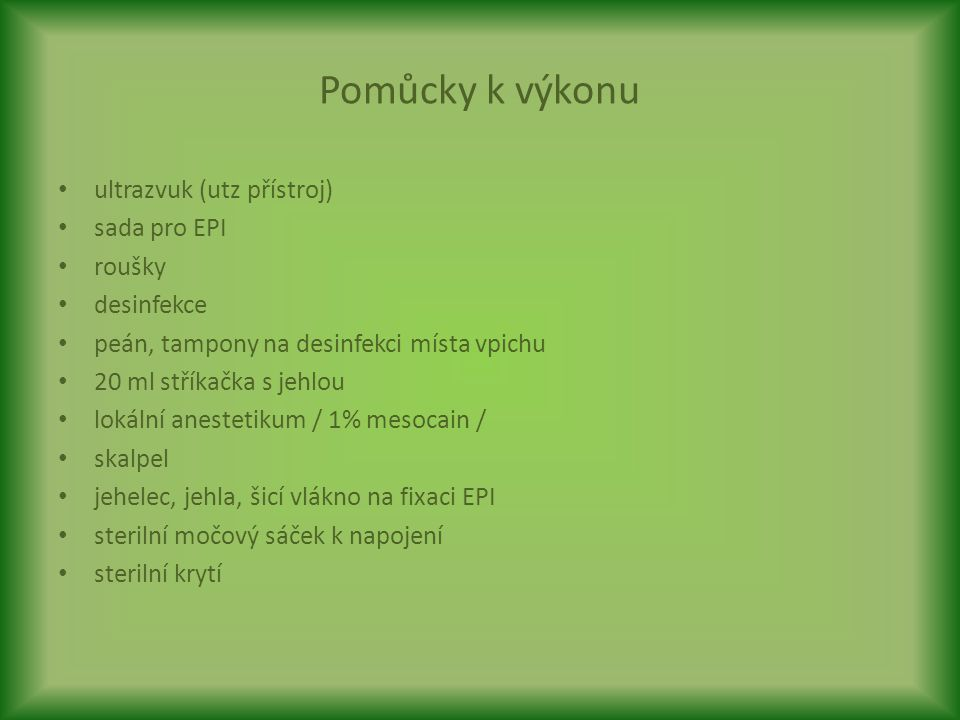 Pomůcky k výkonu
• ultrazvuk (utz přístroj)
• sada pro EPI
• roušky
• desinfekce
• peán, tampony na desinfekci místa vpichu
• 20 ml stříkačka s jehlou
• lokální anestetikum / 1% mesocain /
• skalpel
• jehelec, jehla, šicí vlákno na fixaci EPI
• sterilní močový sáček k napojení
• sterilní krytí